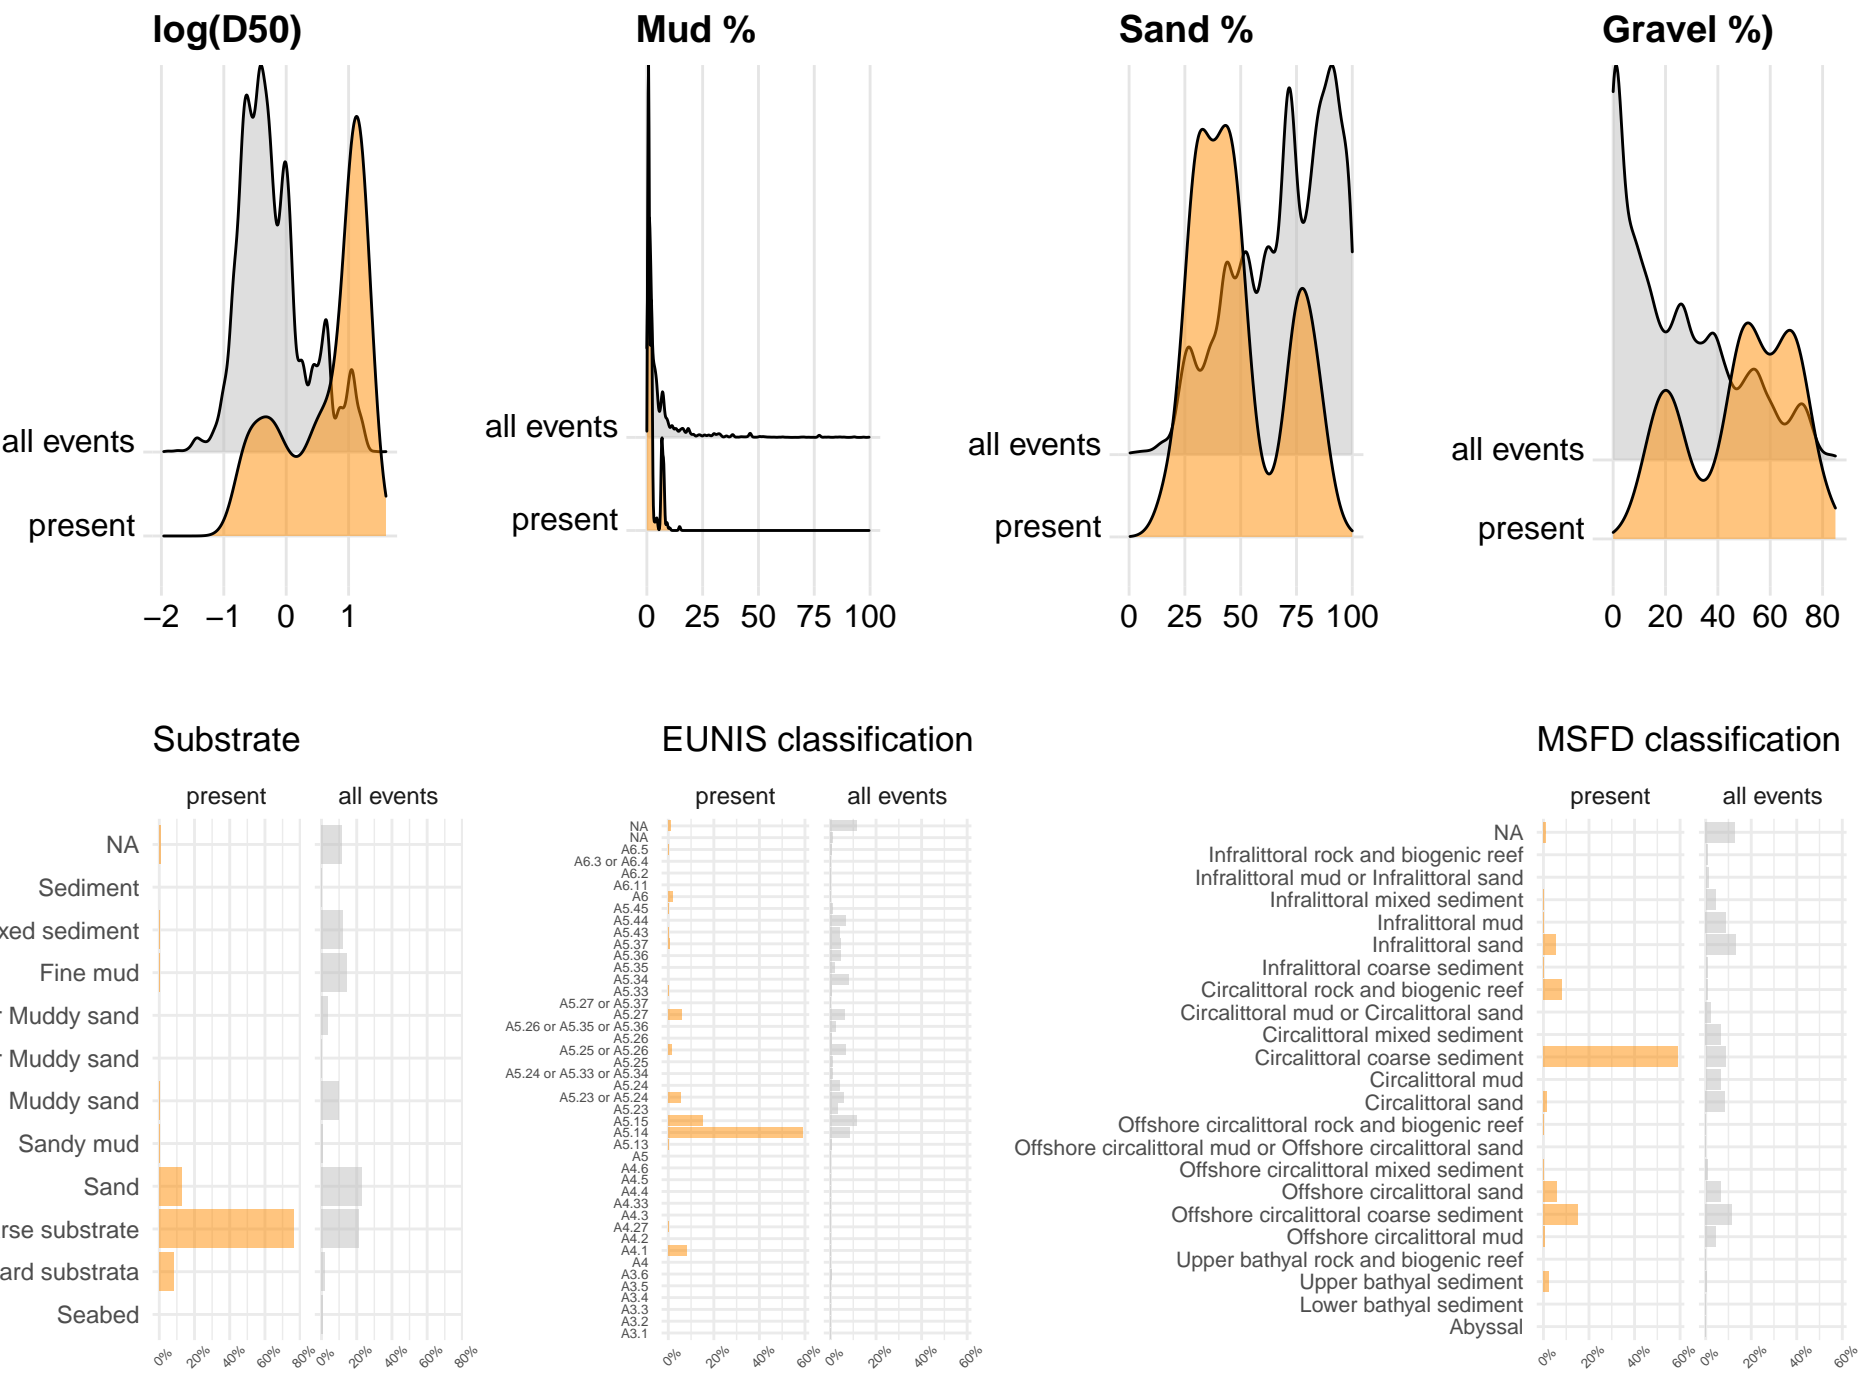 log(D50)
Mud %
Sand %
Gravel %)
all events
present
−2 −1 0 1
all events
present
0 25 50 75 100
all events
present
0 25 50 75 100
all events
present
0 20 40 60 80
Substrate
present all events
NA
Sediment
xed sediment
Fine mud
r Muddy sand
r Muddy sand
Muddy sand
Sandy mud
Sand
rse substrate
ard substrata
Seabed
0% 20% 40% 60% 80% 0% 20% 40% 60% 80%
EUNIS classification
present all events
NA
NA
A6.5
A6.3 or A6.4
A6.2
A6.11
A6
A5.45
A5.44
A5.43
A5.37
A5.36
A5.35
A5.34
A5.33
A5.27 or A5.37
A5.27
A5.26 or A5.35 or A5.36
A5.26
A5.25 or A5.26
A5.25
A5.24 or A5.33 or A5.34
A5.24
A5.23 or A5.24
A5.23
A5.15
A5.14
A5.13
A5
A4.6
A4.5
A4.4
A4.33
A4.3
A4.27
A4.2
A4.1
A4
A3.6
A3.5
A3.4
A3.3
A3.2
A3.1
0% 20% 40% 60% 0% 20% 40% 60%
MSFD classification
present all events
NA
Infralittoral rock and biogenic reef
Infralittoral mud or Infralittoral sand
Infralittoral mixed sediment
Infralittoral mud
Infralittoral sand
Infralittoral coarse sediment
Circalittoral rock and biogenic reef
Circalittoral mud or Circalittoral sand
Circalittoral mixed sediment
Circalittoral coarse sediment
Circalittoral mud
Circalittoral sand
Offshore circalittoral rock and biogenic reef
Offshore circalittoral mud or Offshore circalittoral sand
Offshore circalittoral mixed sediment
Offshore circalittoral sand
Offshore circalittoral coarse sediment
Offshore circalittoral mud
Upper bathyal rock and biogenic reef
Upper bathyal sediment
Lower bathyal sediment
Abyssal
0% 20% 40% 60% 0% 20% 40% 60%